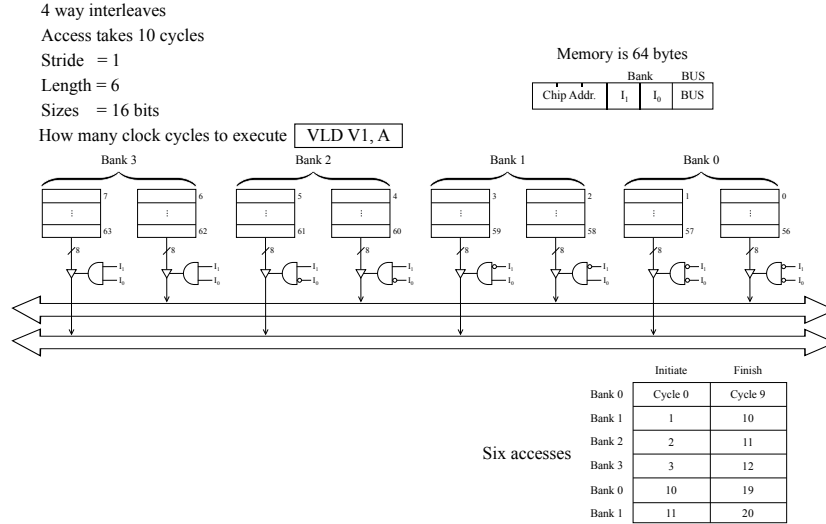 4 way interleaves
Access takes 10 cycles
Stride = 1
Length = 6
Sizes = 16 bits
How many clock cycles to execute VLD V1, A
Memory is 64 bytes
Bank BUS
Chip Addr. I1 I0 BUS
Bank 3 Bank 2 Bank 1 Bank 0
7 6 5 4 3 2 1 0
⋮ ⋮ ⋮ ⋮ ⋮ ⋮ ⋮ ⋮
63 62 61 60 59 58 57 56
8 8 8 8 8 8 8 8
I1 I1 I1 I1 I1 I1 I1 I1
I0 I0 I0 I0 I0 I0 I0 I0
Initiate Finish
Bank 0 Cycle 0 Cycle 9
Bank 1 1 10
Bank 2 2 11
Six accesses
Bank 3 3 12
Bank 0 10 19
Bank 1 11 20